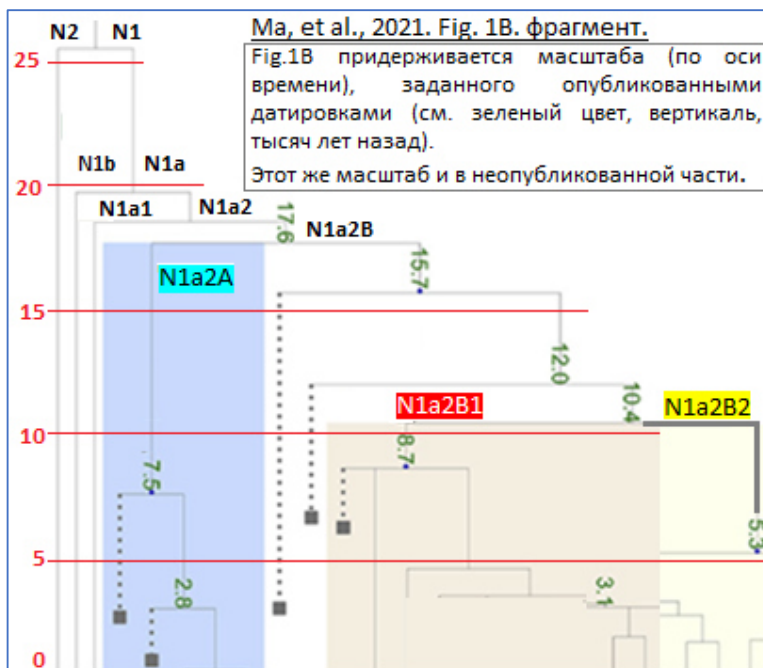 N2 N1
Ma, et al., 2021. Fig. 1B. фрагмент.
Fig.1B придерживается масштаба (по оси
времени), заданного опубликованными
датировками (см. зеленый цвет, вертикаль,
тысяч лет назад).
Этот же масштаб и в неопубликованной части.
25
N1b N1a
20
N1a1 N1a2
17.6
N1a2B
15.7
N1a2A
15
12.0
10.4
N1a2B1
N1a2B2
10
8.7
7.5
5.3
5
2.8
3.1
0